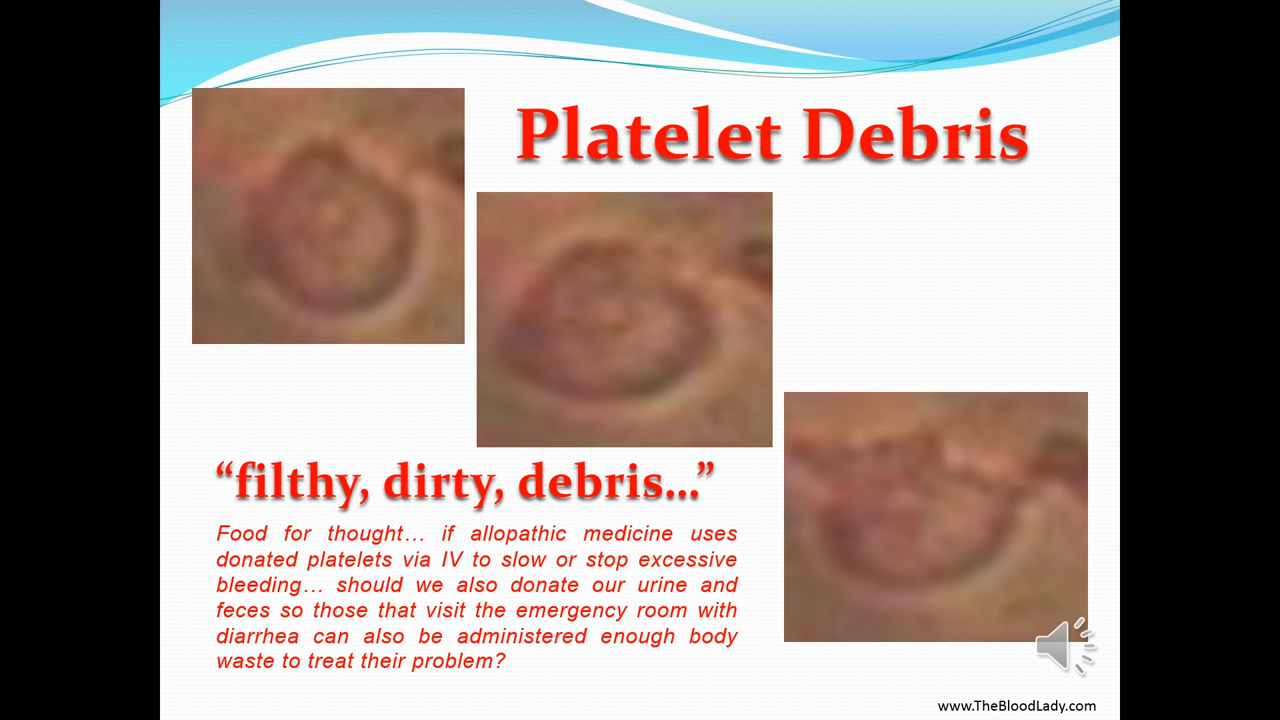 Platelet Debris
“filthy, dirty, debris...”
Food for thought... if allopathic medicine uses
donated platelets via IV to slow or stop excessive
bleeding... should we also donate our urine and
feces so those that visit the emergency room with
diarrhea can also be administered enough body
waste to treat their problem?
www.TheBloodLady.com